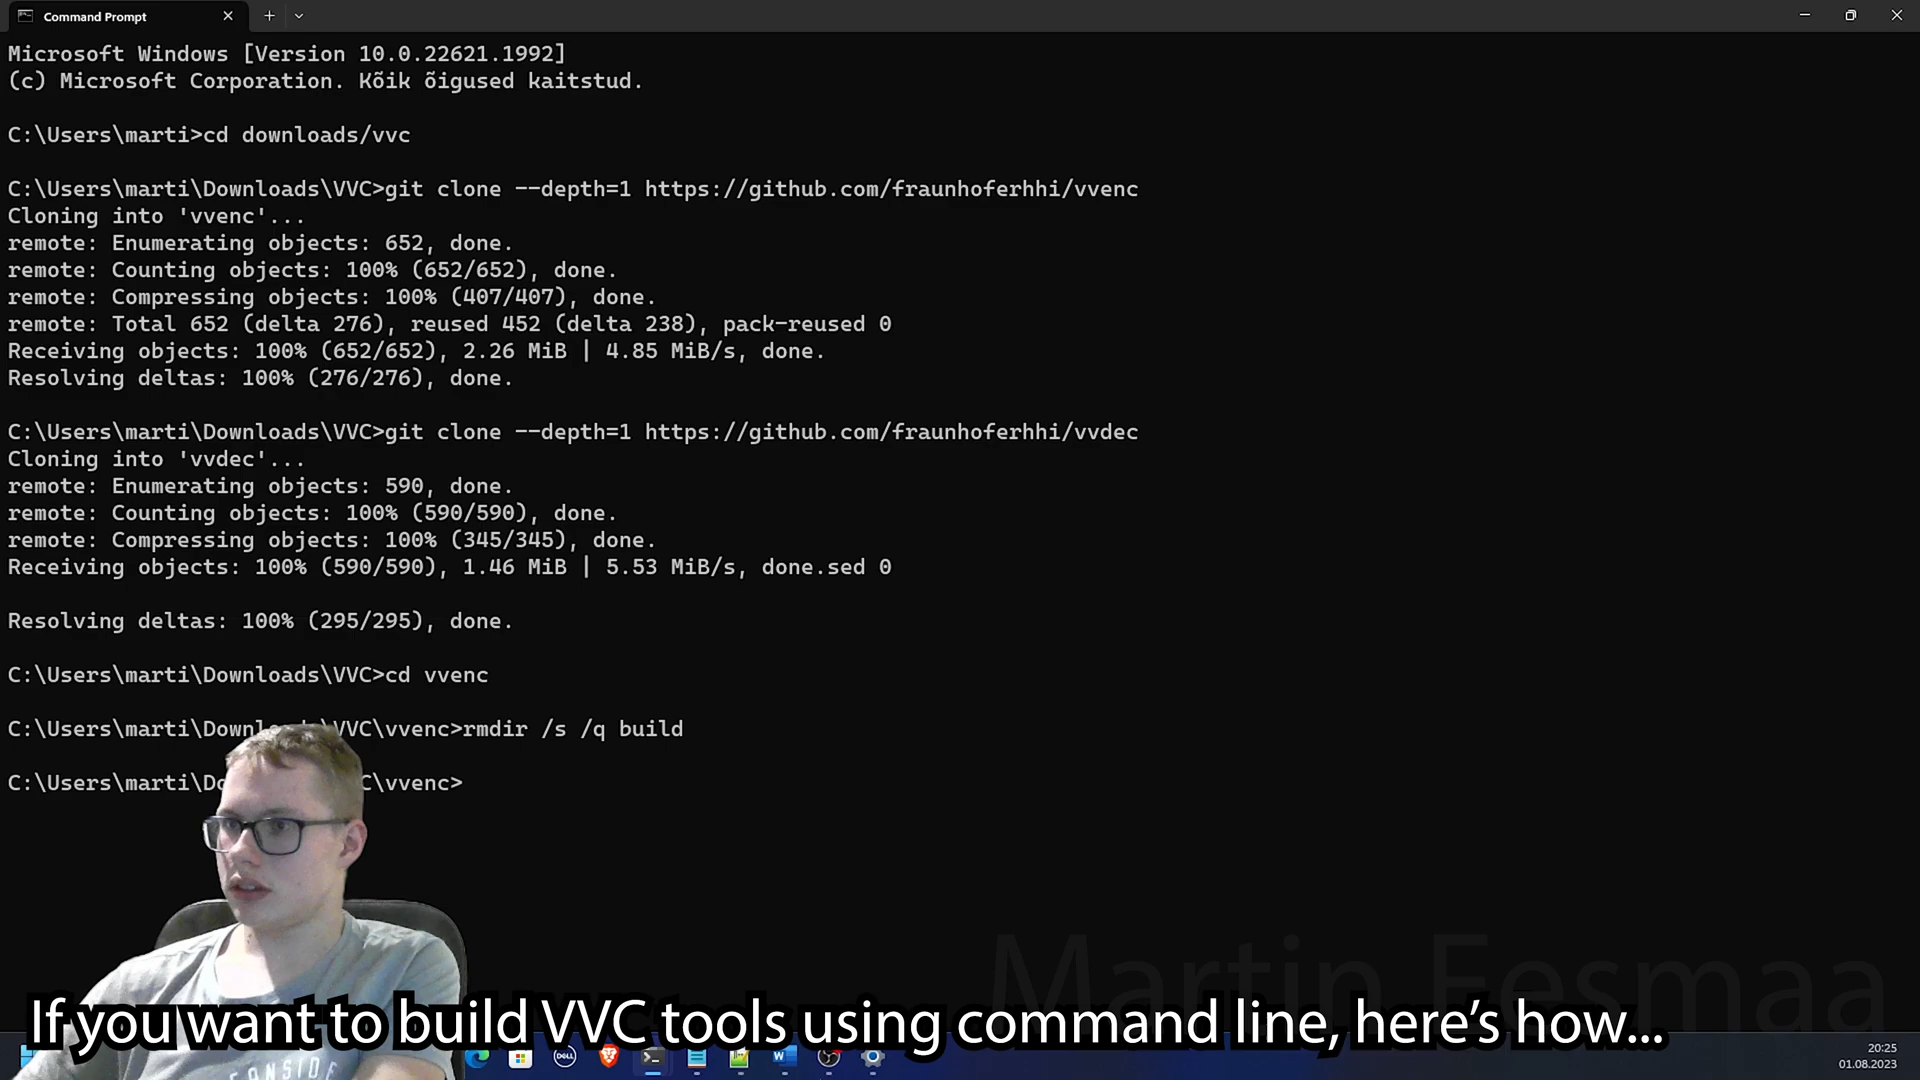 Command Prompt
Microsoft Windows [Version 10.0.22621.1992]
(c) Microsoft Corporation. Kõik õigused kaitstud.
C:\Users\marti>cd downloads/vvc
C:\Users\marti\Downloads\VVC>git clone --depth=1 https://github.com/fraunhoferhhi/vvenc
Cloning into 'vvenc'...
remote: Enumerating objects: 652, done.
remote: Counting objects: 100% (652/652), done.
remote: Compressing objects: 100% (407/407), done.
remote: Total 652 (delta 276), reused 452 (delta 238), pack-reused 0
Receiving objects: 100% (652/652), 2.26 MiB | 4.85 MiB/s, done.
Resolving deltas: 100% (276/276), done.
C:\Users\marti\Downloads\VVC>git clone --depth=1 https://github.com/fraunhoferhhi/vvdec
Cloning into 'vvdec'...
remote: Enumerating objects: 590, done.
remote: Counting objects: 100% (590/590), done.
remote: Compressing objects: 100% (345/345), done.
Receiving objects: 100% (590/590), 1.46 MiB | 5.53 MiB/s, done.sed 0
Resolving deltas: 100% (295/295), done.
C:\Users\marti\Downloads\VVC>cd vvenc
C:\Users\marti\Down VVC\vvenc>rmdir /s /q build
C:\Users\marti\Do C\vvenc>
Martin Eesmaa
If you want to build VVC tools using command line, here's how...
DELL
20:25
01.08.2023